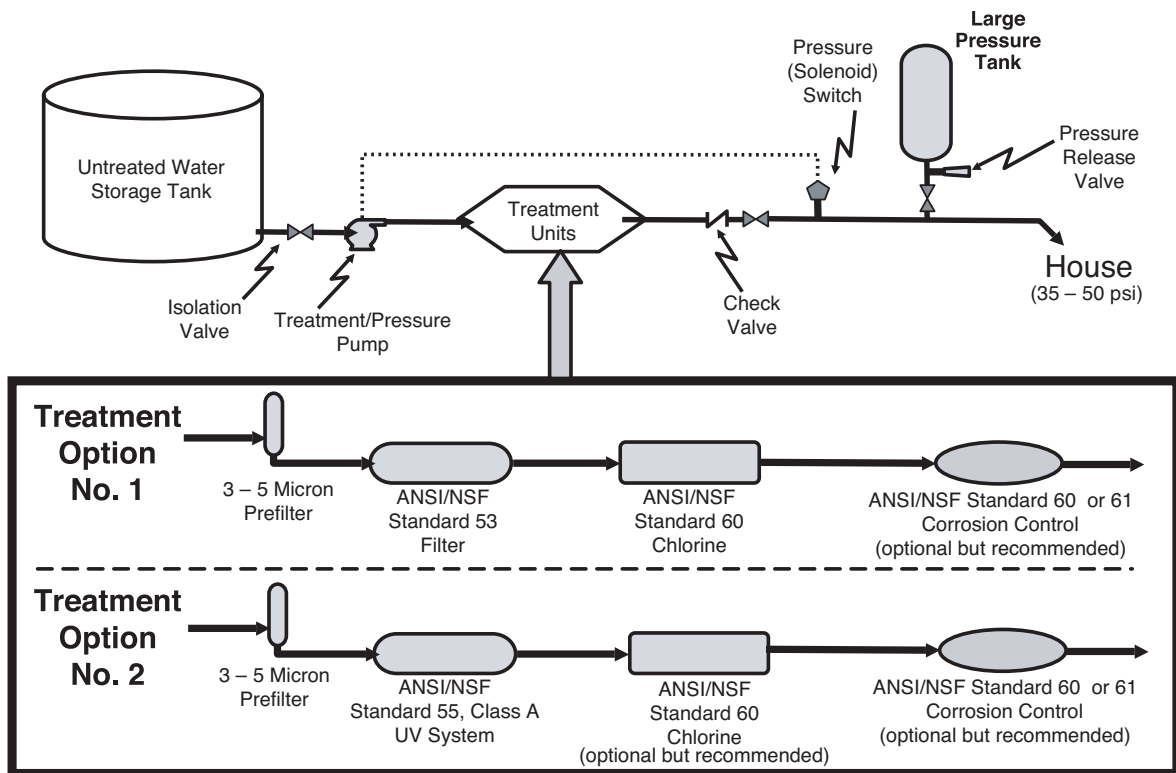 Large
Pressure
Tank
Pressure
(Solenoid)
Switch
Pressure
Release
Valve
Untreated Water
Storage Tank
Treatment
Units
House
(35 – 50 psi)
Isolation
Valve
Treatment/Pressure
Pump
Check
Valve
Treatment
Option
No. 1
3 – 5 Micron
Prefilter
ANSI/NSF
Standard 53
Filter
ANSI/NSF
Standard 60
Chlorine
ANSI/NSF Standard 60 or 61
Corrosion Control
(optional but recommended)
Treatment
Option
No. 2
3 – 5 Micron
Prefilter
ANSI/NSF
Standard 55, Class A
UV System
ANSI/NSF
Standard 60
Chlorine
(optional but recommended)
ANSI/NSF Standard 60 or 61
Corrosion Control
(optional but recommended)